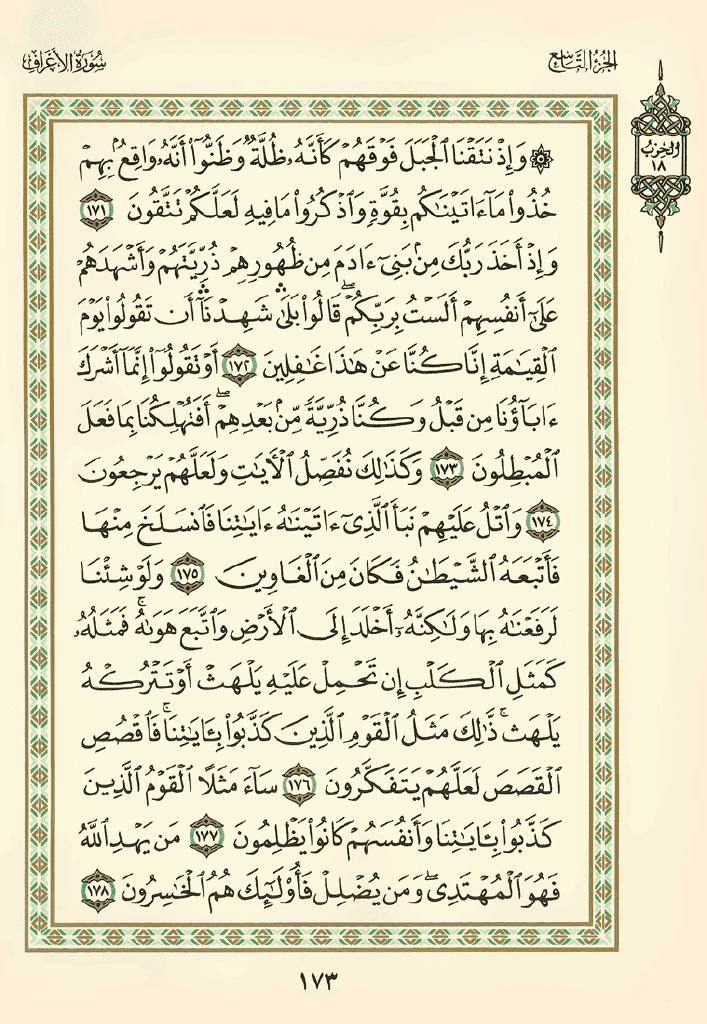 الجزء التاسع
سورة الأعراف
الحزب
١٨
۞ وَإِذْ نَتَقْنَا ٱلْجَبَلَ فَوْقَهُمْ كَأَنَّهُۥ ظُلَّةٌ وَظَنُّوٓا۟ أَنَّهُۥ وَاقِعٌۢ بِهِمْ
خُذُوا۟ مَآ ءَاتَيْنَٰكُم بِقُوَّةٍ وَٱذْكُرُوا۟ مَا فِيهِ لَعَلَّكُمْ تَتَّقُونَ ١٧١
وَإِذْ أَخَذَ رَبُّكَ مِنۢ بَنِىٓ ءَادَمَ مِن ظُهُورِهِمْ ذُرِّيَّتَهُمْ وَأَشْهَدَهُمْ
عَلَىٰٓ أَنفُسِهِمْ أَلَسْتُ بِرَبِّكُمْ ۖ قَالُوا۟ بَلَىٰ ۛ شَهِدْنَآ ۛ أَن تَقُولُوا۟ يَوْمَ
ٱلْقِيَٰمَةِ إِنَّا كُنَّا عَنْ هَٰذَا غَٰفِلِينَ ١٧٢ أَوْ تَقُولُوٓا۟ إِنَّمَآ أَشْرَكَ
ءَابَآؤُنَا مِن قَبْلُ وَكُنَّا ذُرِّيَّةً مِّنۢ بَعْدِهِمْ ۖ أَفَتُهْلِكُنَا بِمَا فَعَلَ
ٱلْمُبْطِلُونَ ١٧٣ وَكَذَٰلِكَ نُفَصِّلُ ٱلْءَايَٰتِ وَلَعَلَّهُمْ يَرْجِعُونَ
١٧٤ وَٱتْلُ عَلَيْهِمْ نَبَأَ ٱلَّذِىٓ ءَاتَيْنَٰهُ ءَايَٰتِنَا فَٱنسَلَخَ مِنْهَا
فَأَتْبَعَهُ ٱلشَّيْطَٰنُ فَكَانَ مِنَ ٱلْغَاوِينَ ١٧٥ وَلَوْ شِئْنَا
لَرَفَعْنَٰهُ بِهَا وَلَٰكِنَّهُۥٓ أَخْلَدَ إِلَى ٱلْأَرْضِ وَٱتَّبَعَ هَوَىٰهُ ۚ فَمَثَلُهُۥ
كَمَثَلِ ٱلْكَلْبِ إِن تَحْمِلْ عَلَيْهِ يَلْهَثْ أَوْ تَتْرُكْهُ
يَلْهَث ۚ ذَّٰلِكَ مَثَلُ ٱلْقَوْمِ ٱلَّذِينَ كَذَّبُوا۟ بِـَٔايَٰتِنَا ۚ فَٱقْصُصِ
ٱلْقَصَصَ لَعَلَّهُمْ يَتَفَكَّرُونَ ١٧٦ سَآءَ مَثَلًا ٱلْقَوْمُ ٱلَّذِينَ
كَذَّبُوا۟ بِـَٔايَٰتِنَا وَأَنفُسَهُمْ كَانُوا۟ يَظْلِمُونَ ١٧٧ مَن يَهْدِ ٱللَّهُ
فَهُوَ ٱلْمُهْتَدِى ۖ وَمَن يُضْلِلْ فَأُو۟لَٰٓئِكَ هُمُ ٱلْخَٰسِرُونَ ١٧٨
١٧٣